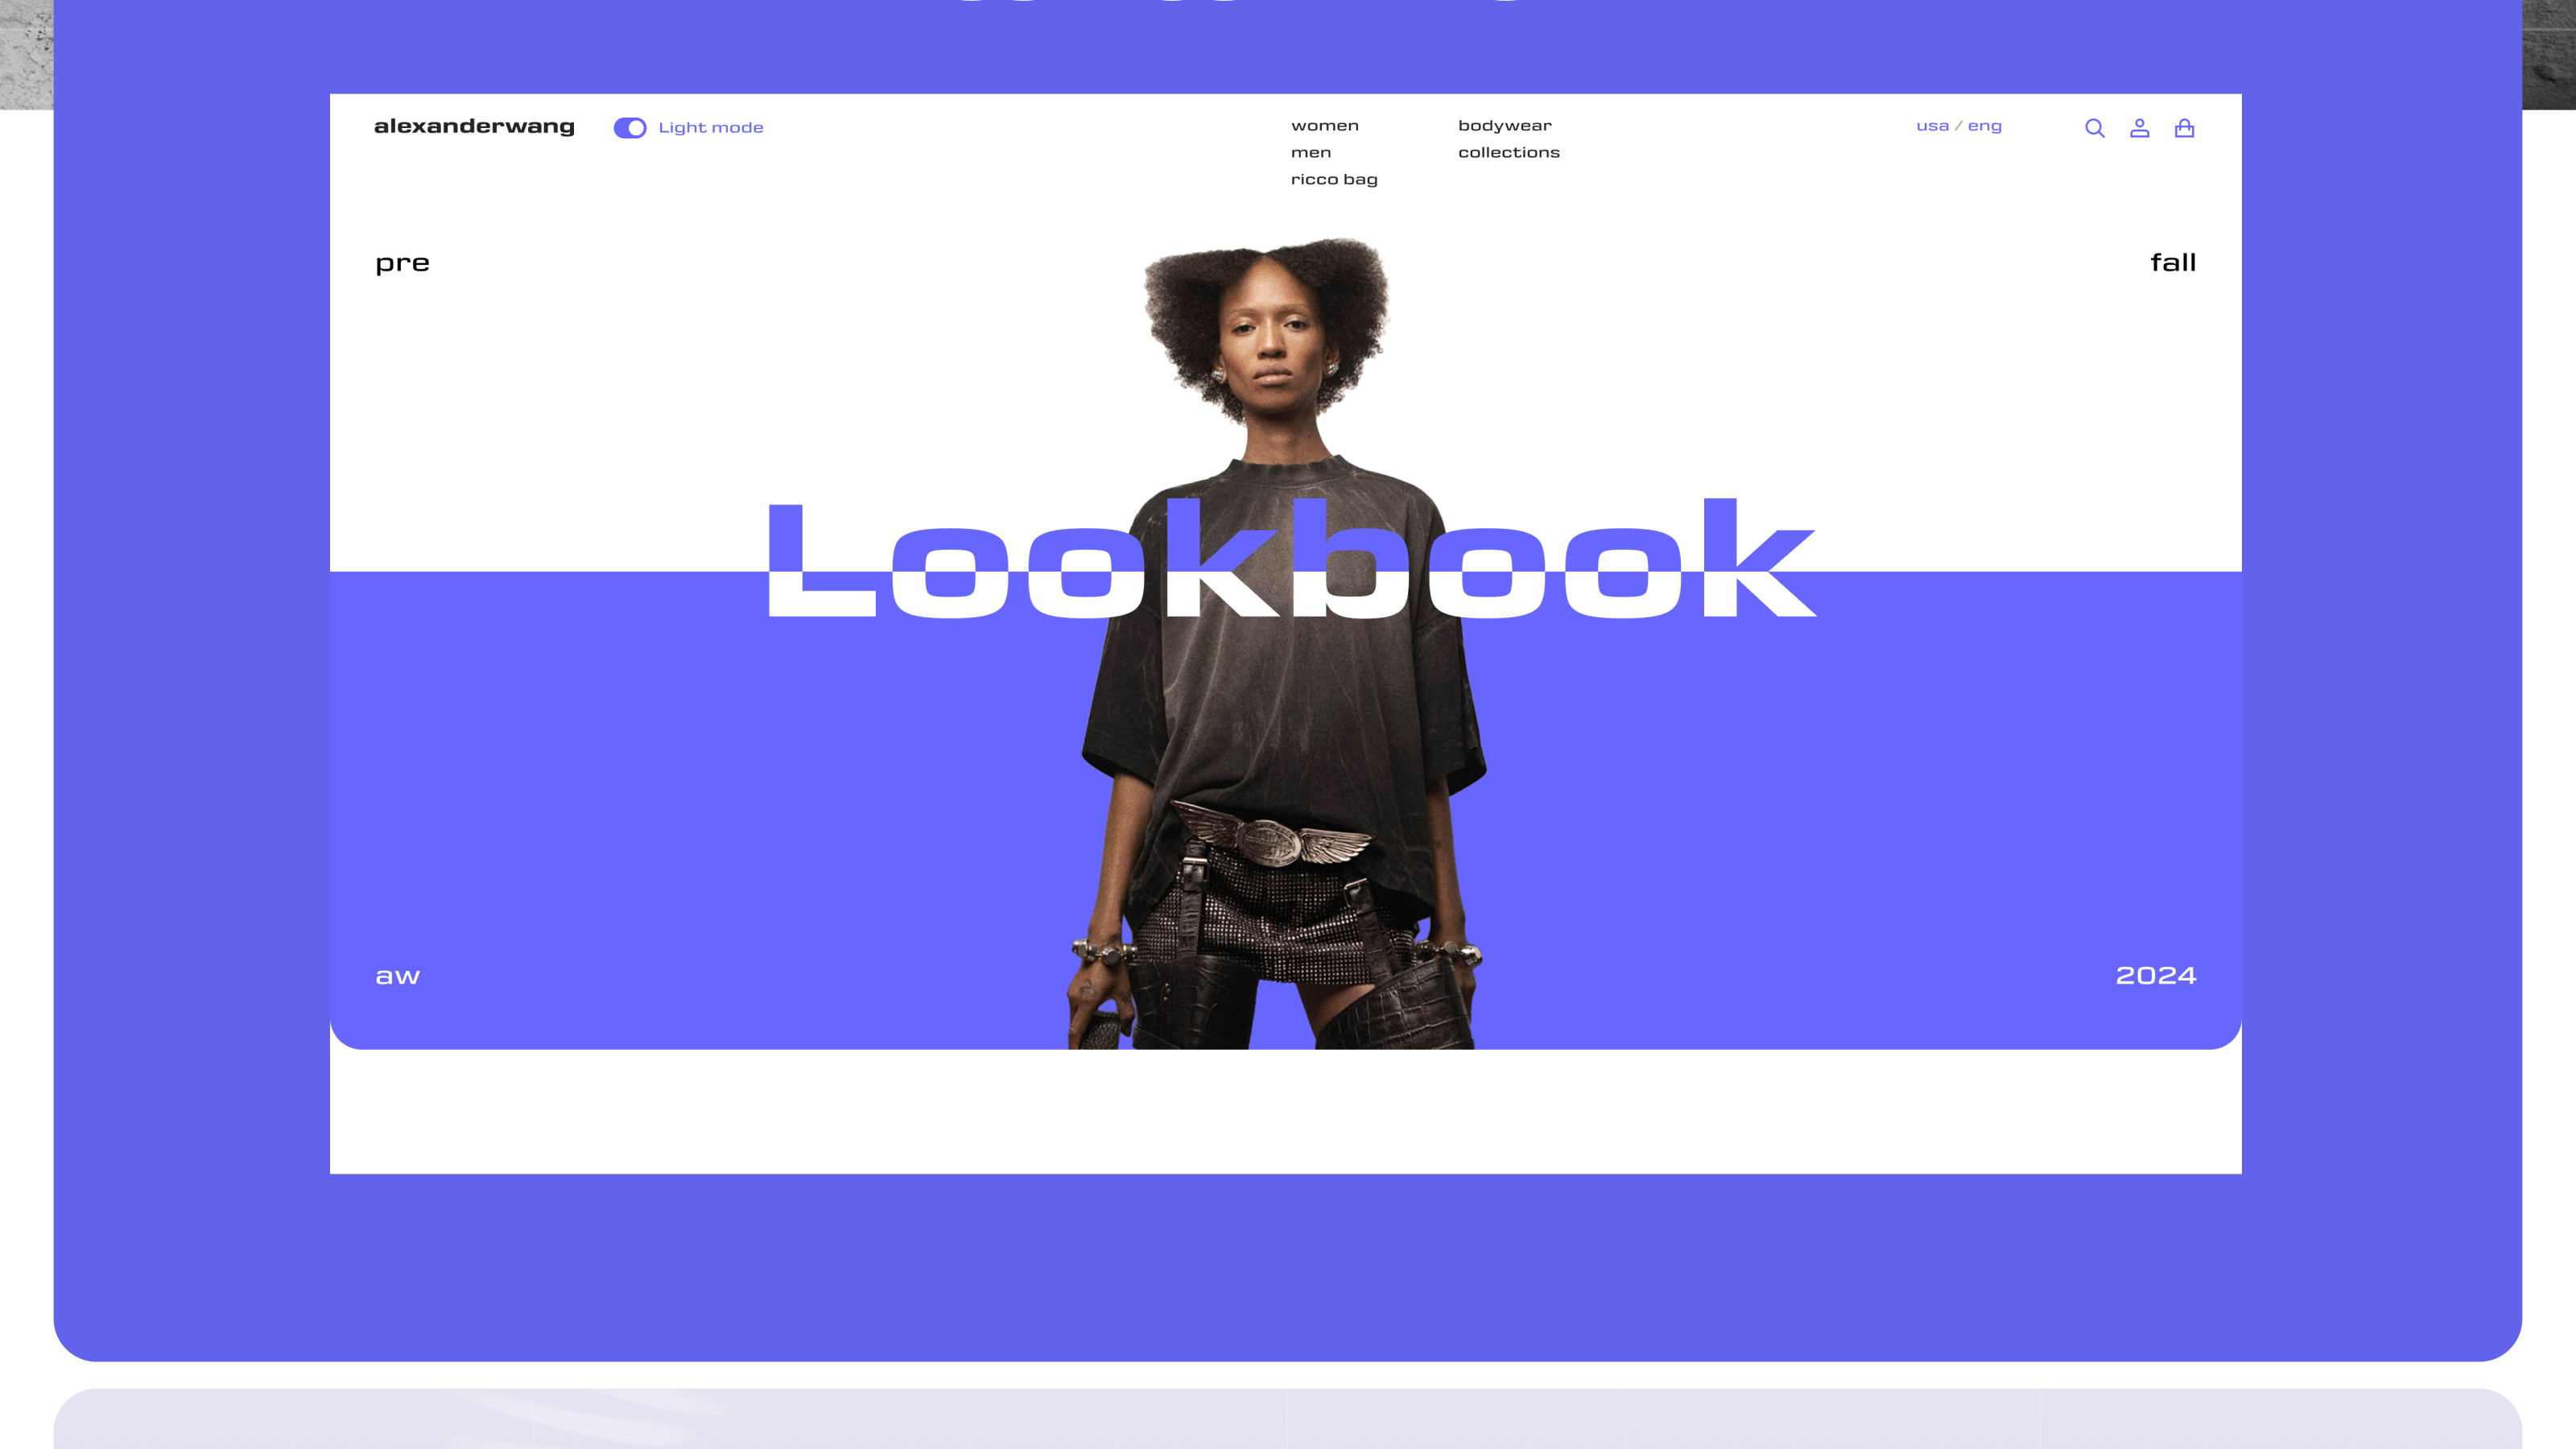 alexanderwang
Light mode
women
men
ricco bag
bodywear
collections
usa / eng
pre
fall
Lookbook
aw
2024